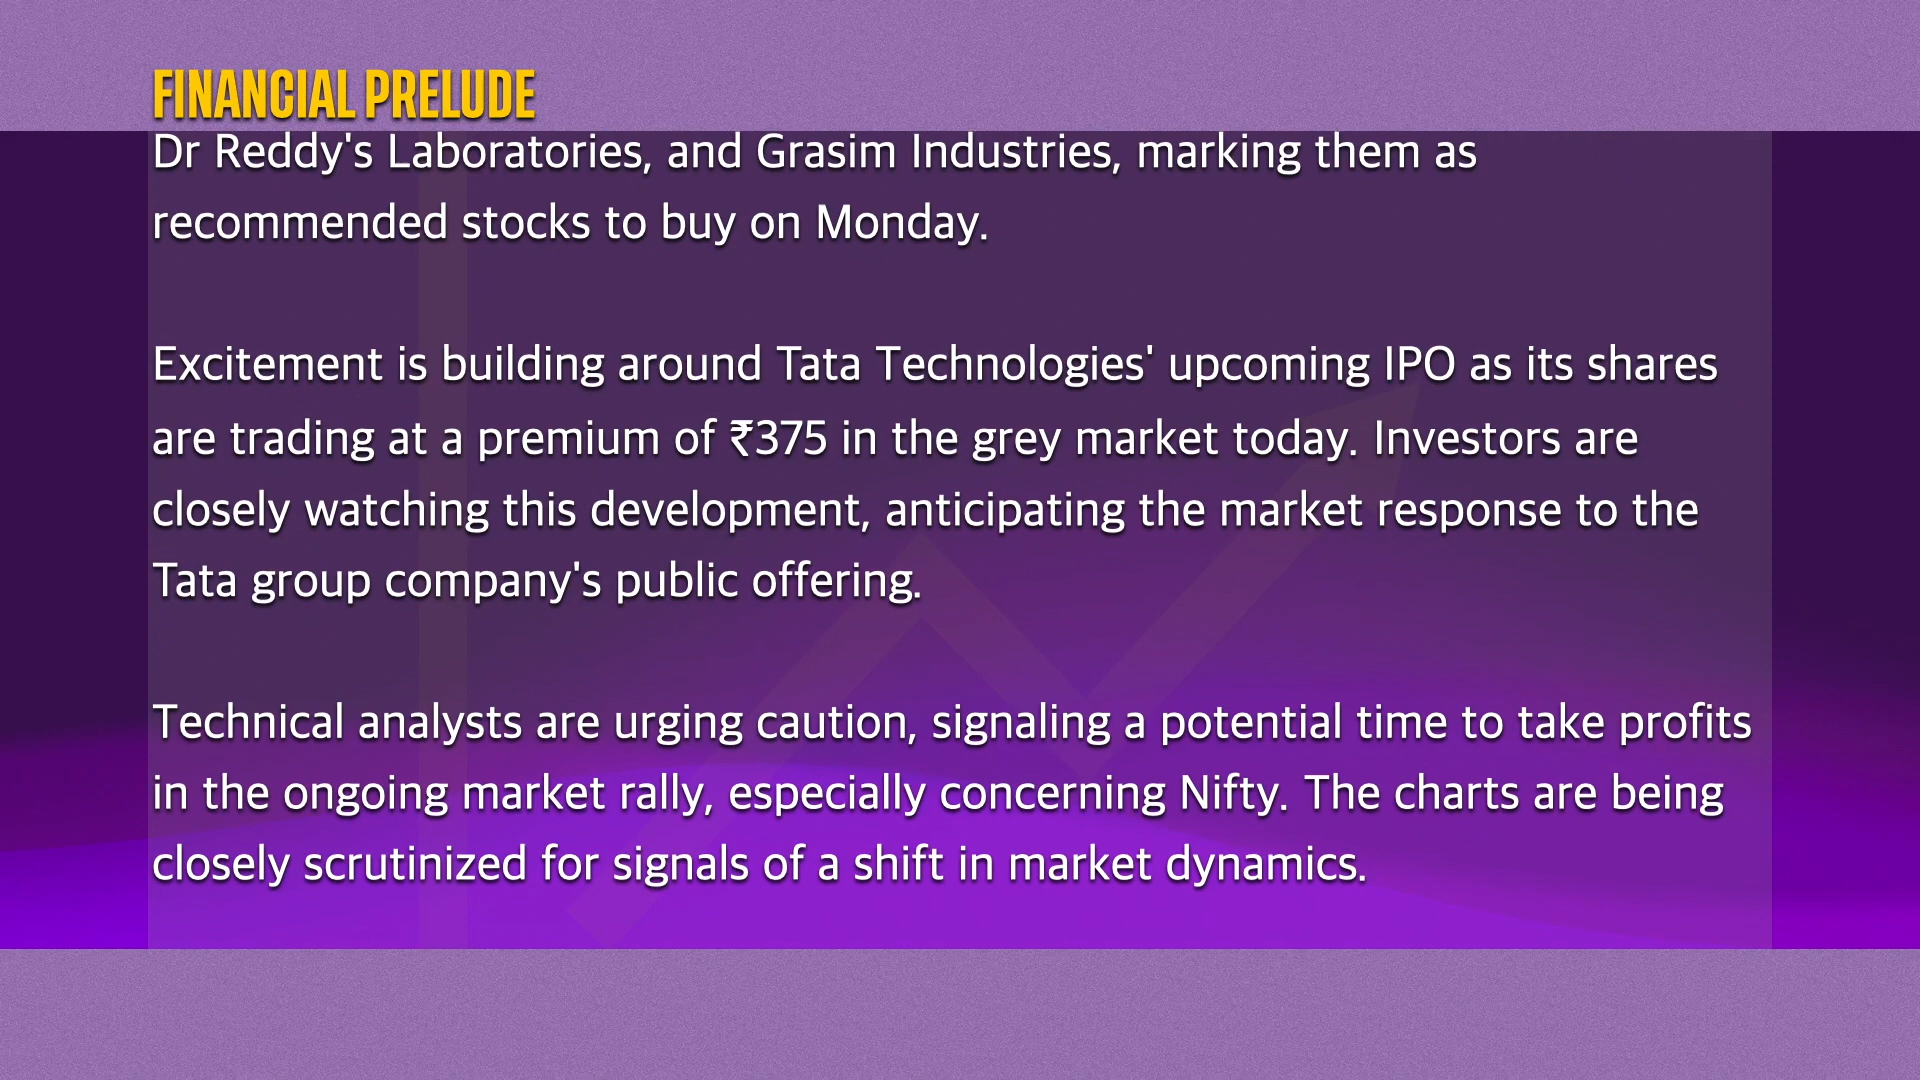 FINANCIAL PRELUDE
Dr Reddy's Laboratories, and Grasim Industries, marking them as
recommended stocks to buy on Monday.
Excitement is building around Tata Technologies' upcoming IPO as its shares
are trading at a premium of ₹375 in the grey market today. Investors are
closely watching this development, anticipating the market response to the
Tata group company's public offering.
Technical analysts are urging caution, signaling a potential time to take profits
in the ongoing market rally, especially concerning Nifty. The charts are being
closely scrutinized for signals of a shift in market dynamics.